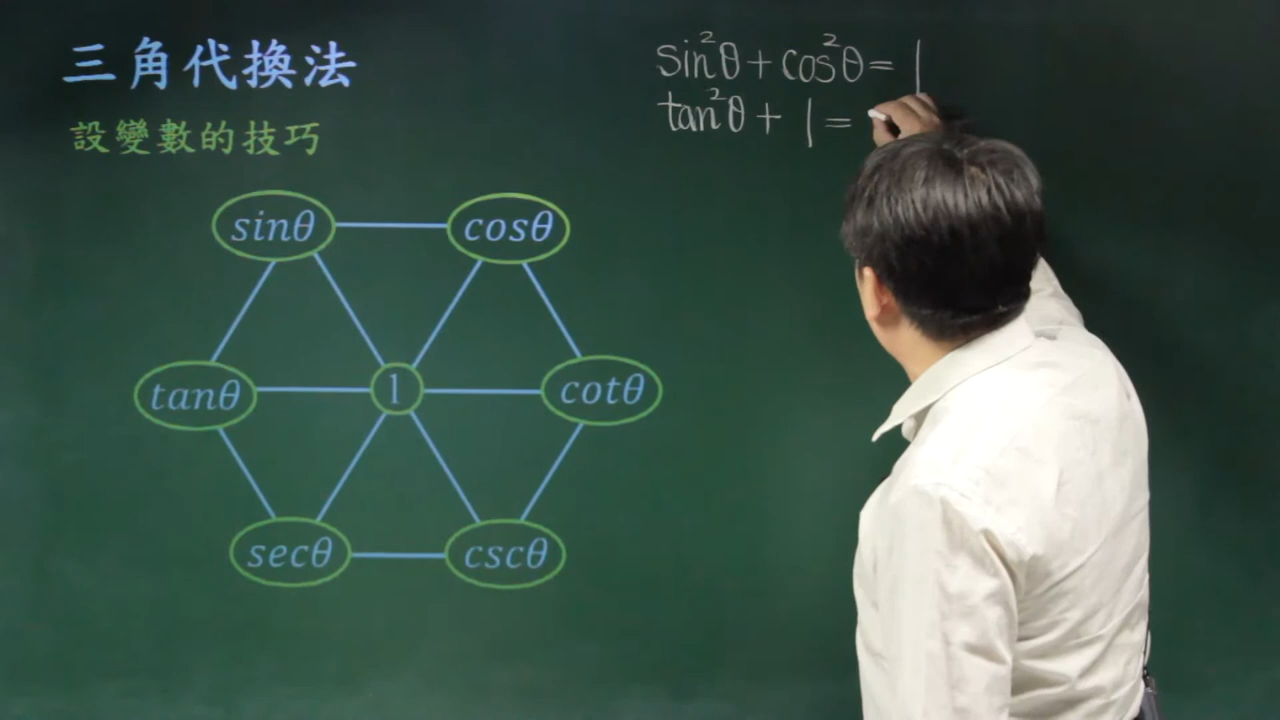 三角代換法
設變數的技巧
sin²θ + cos²θ = 1
tan²θ + 1 =
sinθ
cosθ
tanθ
1
cotθ
secθ
cscθ